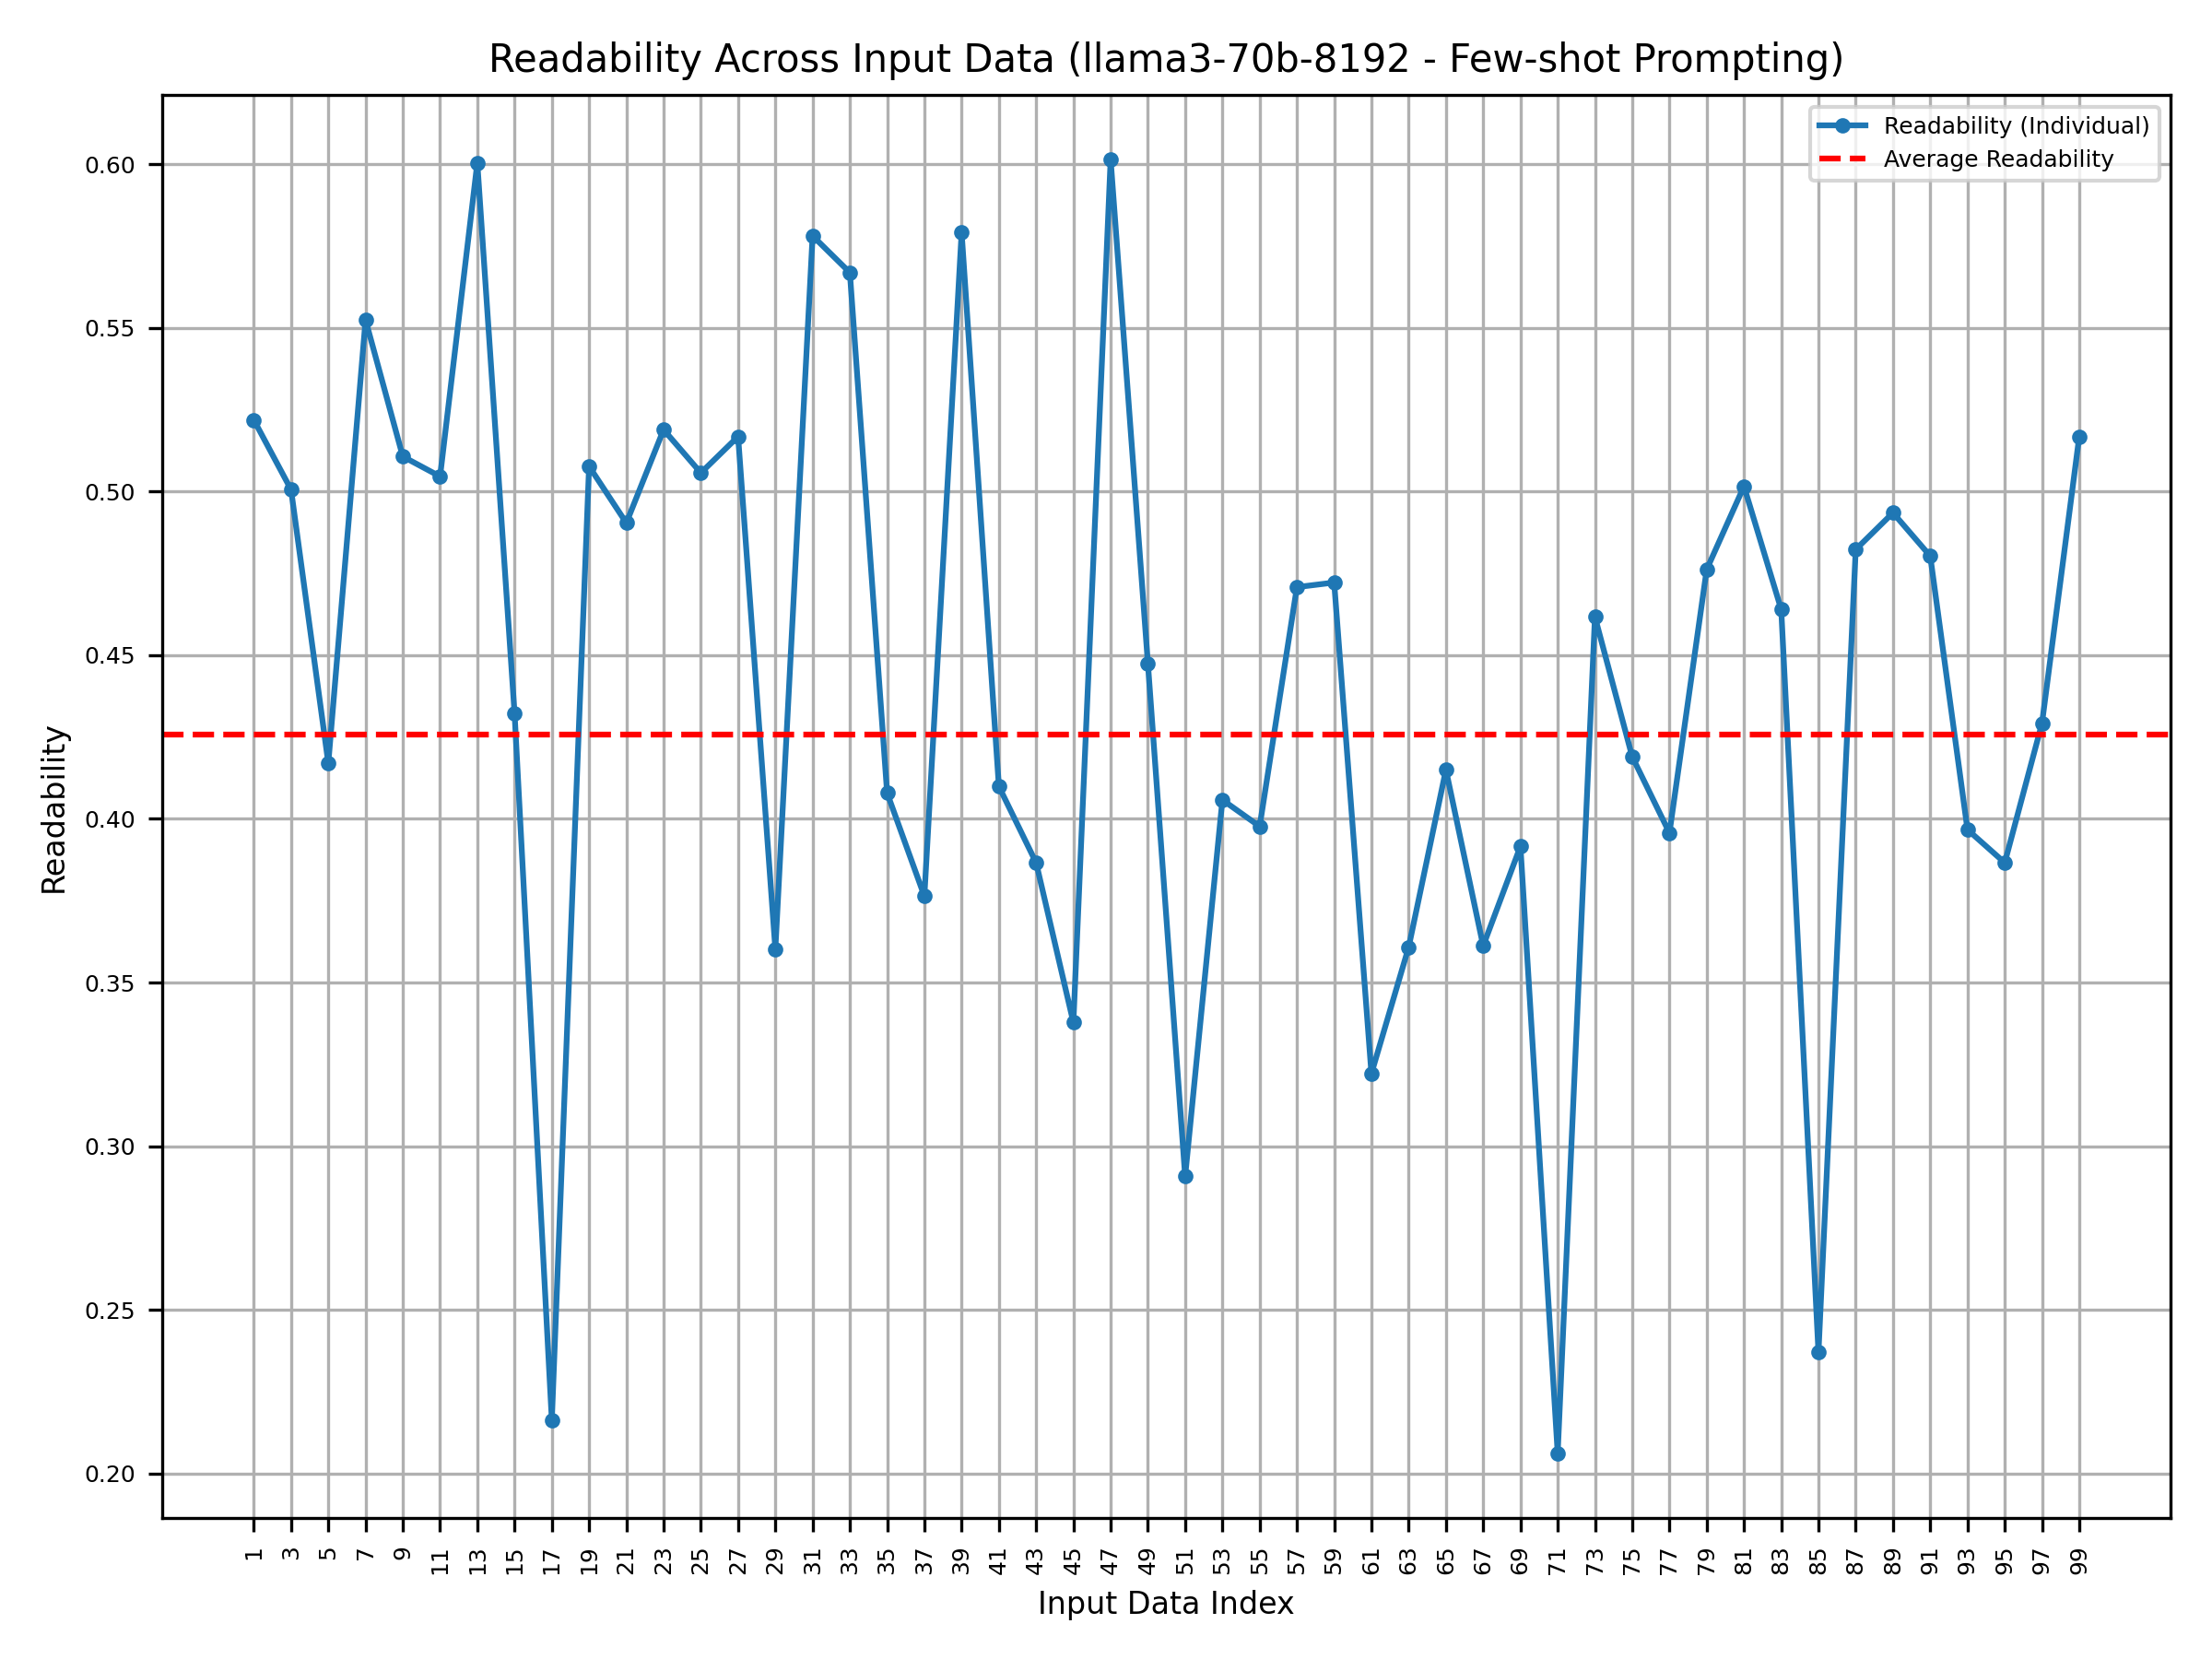 Readability Across Input Data (llama3-70b-8192 - Few-shot Prompting)
Readability (Individual)
Average Readability
Readability
0.60
0.55
0.50
0.45
0.40
0.35
0.30
0.25
0.20
1 3 5 7 9 11 13 15 17 19 21 23 25 27 29 31 33 35 37 39 41 43 45 47 49 51 53 55 57 59 61 63 65 67 69 71 73 75 77 79 81 83 85 87 89 91 93 95 97 99
Input Data Index